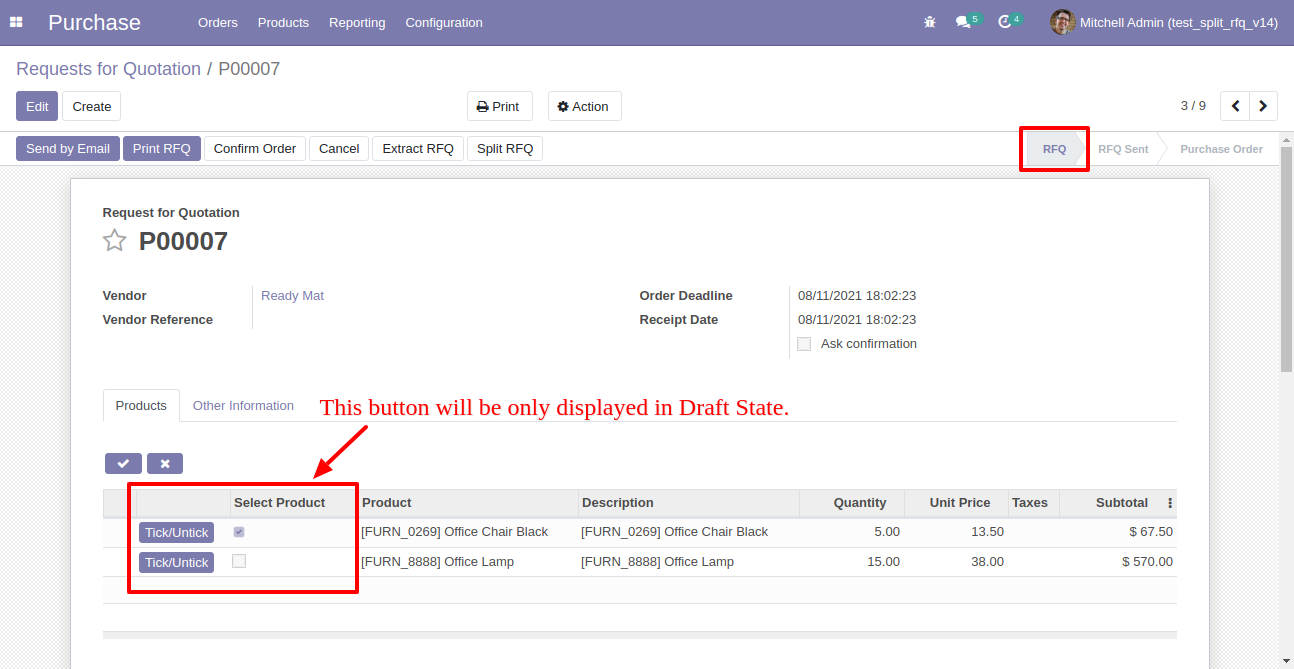 Purchase Orders Products Reporting Configuration 5 4 Mitchell Admin (test_split_rfq_v14)
Requests for Quotation / P00007
Edit Create Print Action 3 / 9
Send by Email Print RFQ Confirm Order Cancel Extract RFQ Split RFQ RFQ RFQ Sent Purchase Order
Request for Quotation
P00007
Vendor Ready Mat Order Deadline 08/11/2021 18:02:23
Vendor Reference Receipt Date 08/11/2021 18:02:23
Ask confirmation
Products Other Information This button will be only displayed in Draft State.
Select Product Product Description Quantity Unit Price Taxes Subtotal
Tick/Untick [FURN_0269] Office Chair Black [FURN_0269] Office Chair Black 5.00 13.50 $ 67.50
Tick/Untick [FURN_8888] Office Lamp [FURN_8888] Office Lamp 15.00 38.00 $ 570.00